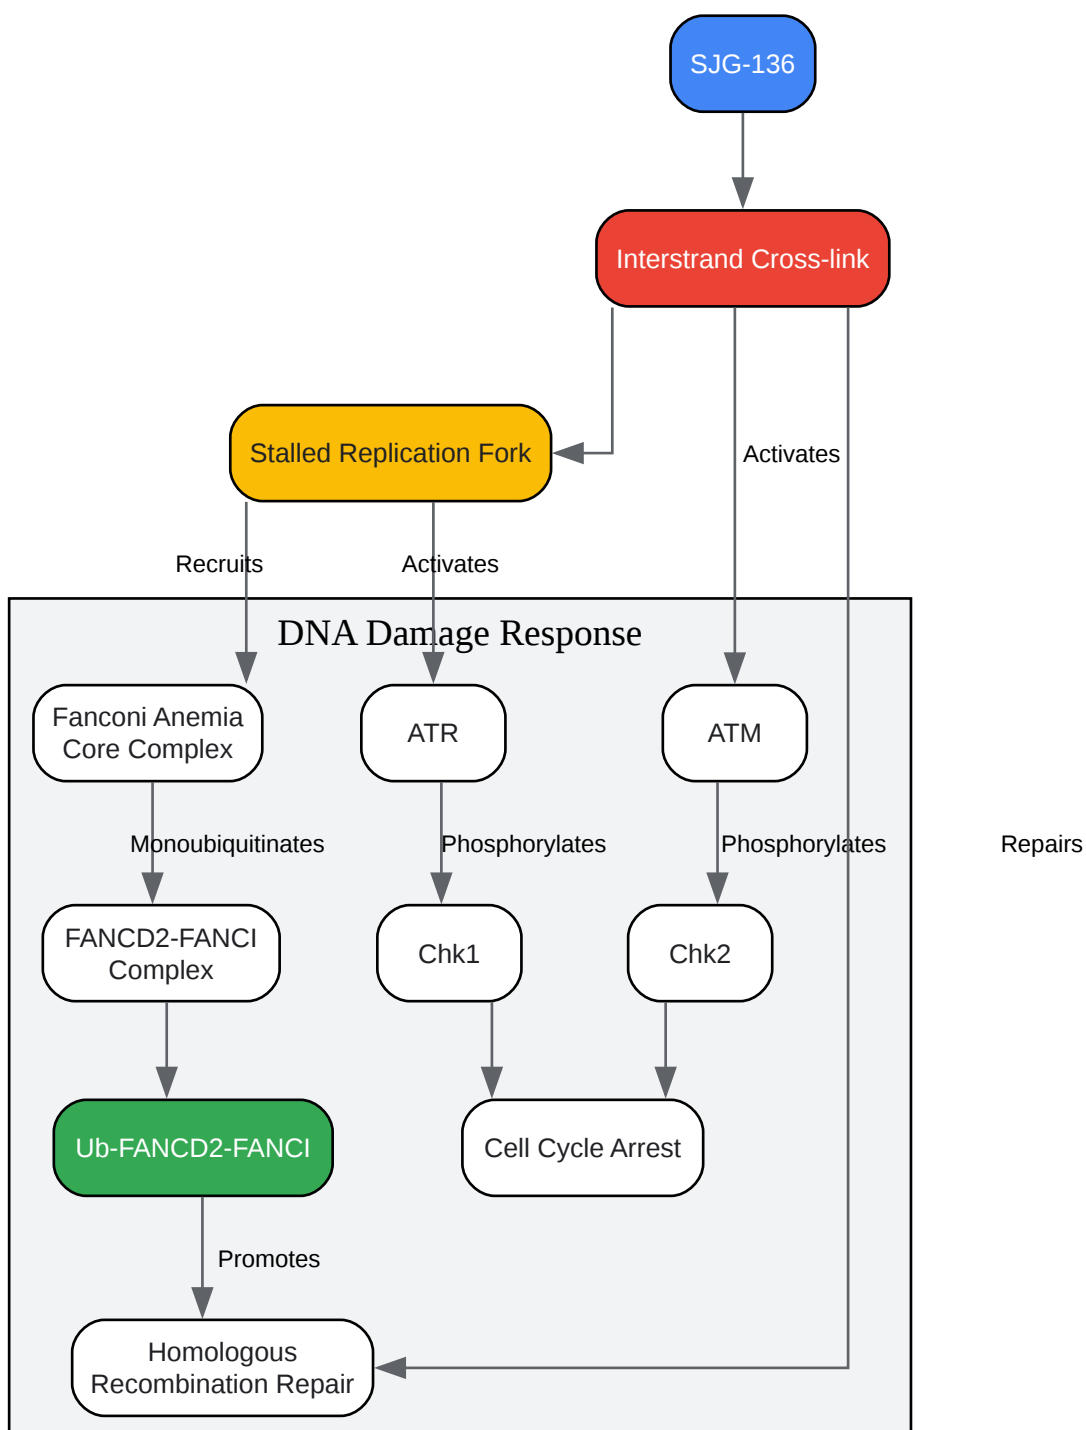 SJG-136
Interstrand Cross-link
Stalled Replication Fork
Activates
Recruits
Activates
DNA Damage Response
Fanconi Anemia
Core Complex
ATR
ATM
Monoubiquitinates
Phosphorylates
Phosphorylates
Repairs
FANCD2-FANCI
Complex
Chk1
Chk2
Ub-FANCD2-FANCI
Cell Cycle Arrest
Promotes
Homologous
Recombination Repair